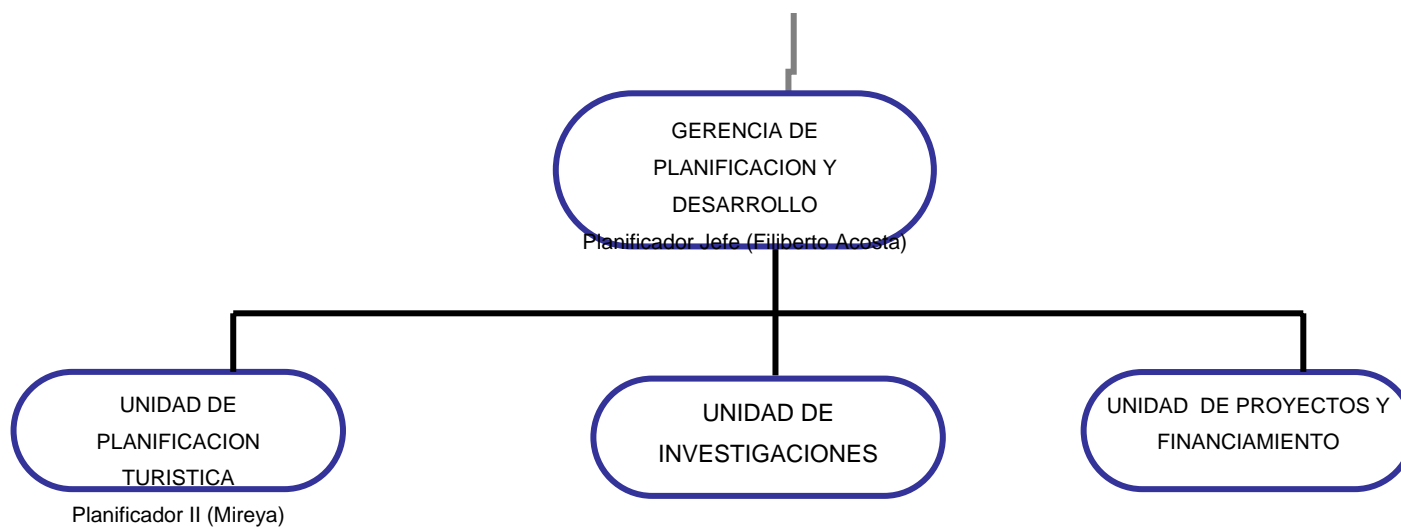 GERENCIA DE
PLANIFICACION Y
DESARROLLO
Planificador Jefe (Filiberto Acosta)
UNIDAD DE
PLANIFICACION
TURISTICA
Planificador II (Mireya)
UNIDAD DE
INVESTIGACIONES
UNIDAD DE PROYECTOS Y
FINANCIAMIENTO